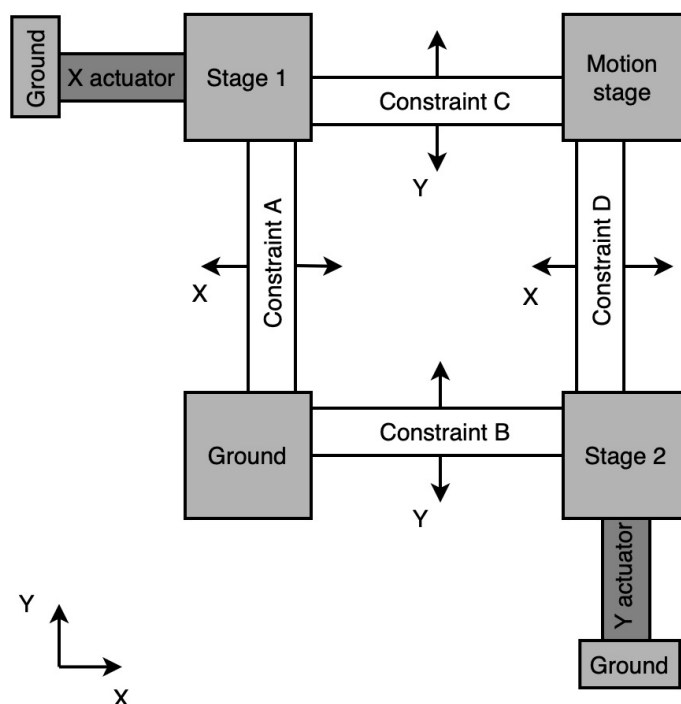 Ground
X actuator
Stage 1
Constraint C
Motion
stage
Y
Constraint A
Constraint D
X
X
Ground
Constraint B
Stage 2
Y
Y actuator
Y
X
Ground